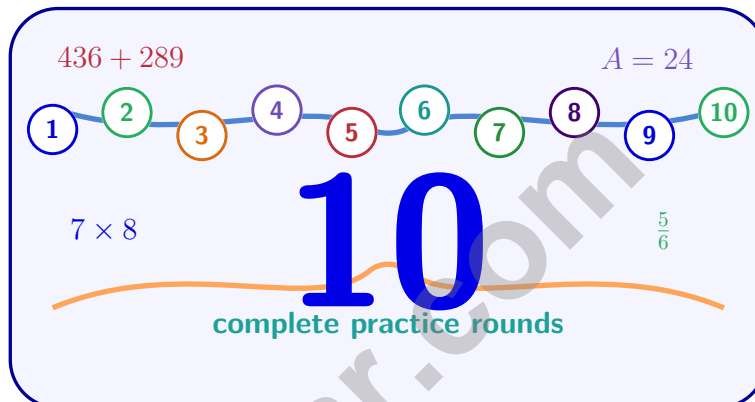 436 + 289
A = 24
1 2 3 4 5 6 7 8 9 10
10
7 × 8
5/6
complete practice rounds
r.com